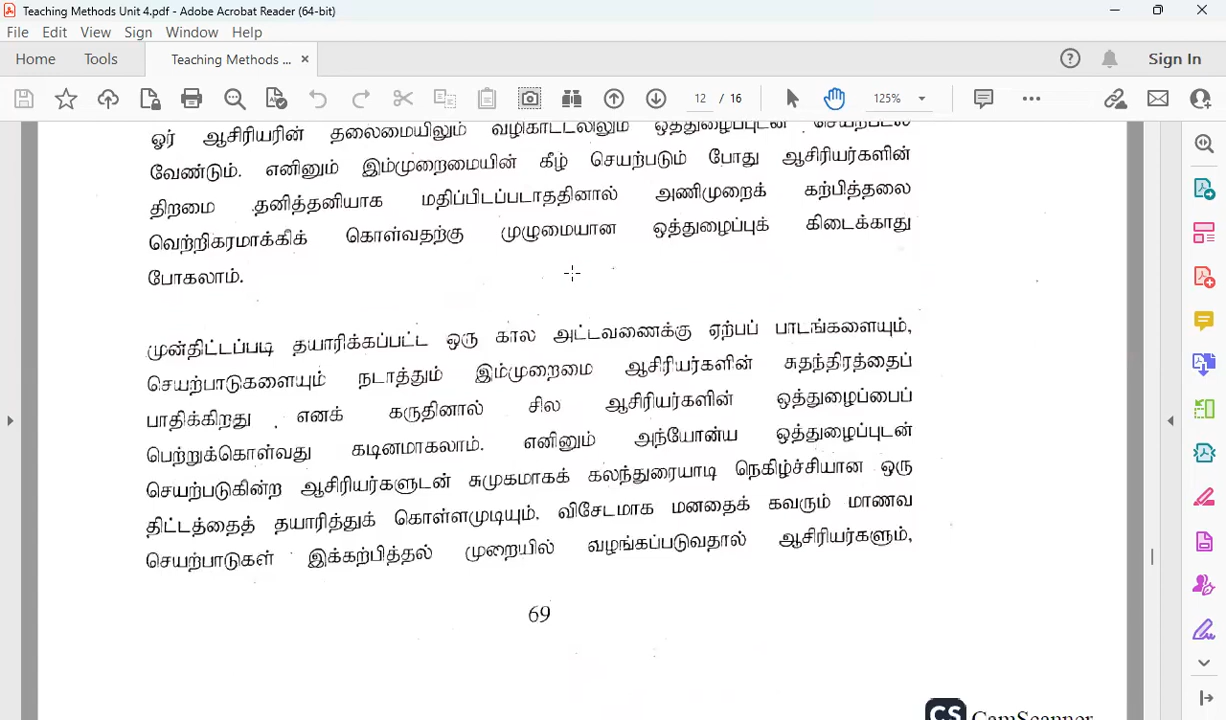 Teaching Methods Unit 4.pdf - Adobe Acrobat Reader (64-bit)
File Edit View Sign Window Help
Home Tools Teaching Methods ... × Sign In
12 / 16 125%
ஓர் ஆசிரியரின் தலைமையிலும் வழிகாட்டலிலும் ஒத்துழைப்புடன் செயற்படல்
வேண்டும். எனினும் இம்முறைமையின் கீழ் செயற்படும் போது ஆசிரியர்களின்
திறமை தனித்தனியாக மதிப்பிடப்படாததினால் அணிமுறைக் கற்பித்தலை
வெற்றிகரமாக்கிக் கொள்வதற்கு முழுமையான ஒத்துழைப்புக் கிடைக்காது
போகலாம்.
முன்திட்டப்படி தயாரிக்கப்பட்ட ஒரு கால அட்டவணைக்கு ஏற்பப் பாடங்களையும்,
செயற்பாடுகளையும் நடாத்தும் இம்முறைமை ஆசிரியர்களின் சுதந்திரத்தைப்
பாதிக்கிறது எனக் கருதினால் சில ஆசிரியர்களின் ஒத்துழைப்பைப்
பெற்றுக்கொள்வது கடினமாகலாம். எனினும் அந்யோன்ய ஒத்துழைப்புடன்
செயற்படுகின்ற ஆசிரியர்களுடன் சுமுகமாகக் கலந்துரையாடி நெகிழ்ச்சியான ஒரு
திட்டத்தைத் தயாரித்துக் கொள்ளமுடியும். விசேடமாக மனதைக் கவரும் மாணவ
செயற்பாடுகள் இக்கற்பித்தல் முறையில் வழங்கப்படுவதால் ஆசிரியர்களும்,
69
CS CamScanner